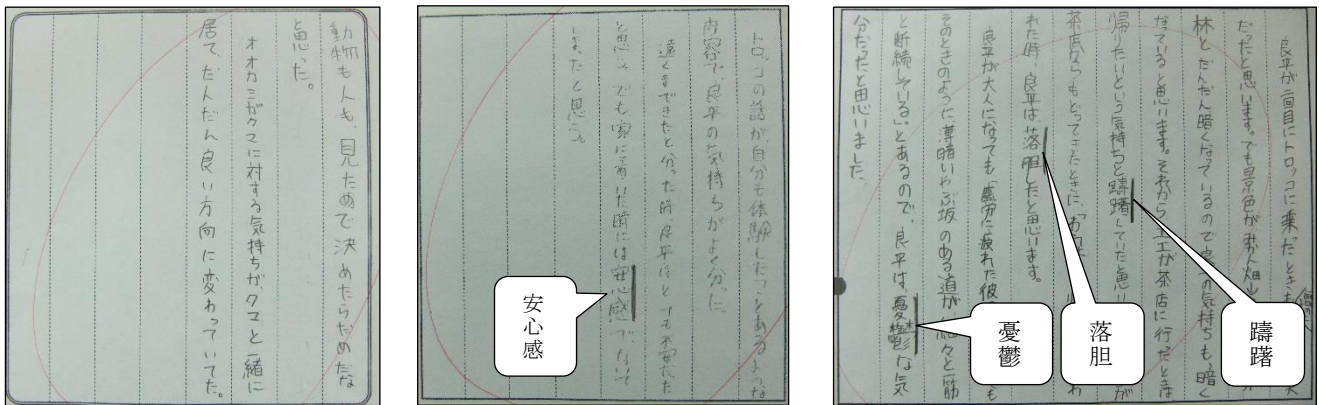 動物も人も、見ためで決めたらだめだな
と思った。
オオカミがクマに対する気持ちが、クマと一緒に
居てだんだん良い方向に変わっていてた。
トロッコの話が自分も体験したことあるような
内容で、良平の気持ちがよく分った。
遠くまできたと分った時、良平はとても不安だった
と思う。でも、家に着いた時には安心感で、ないて
しまったと思う。
安心感
良平が二回目にトロッコに乗ったとき
だったと思います。でも景色がみかん畑
林とだんだん暗くなっているので良平の気持ちも、暗く
なっていると思います。それから、土工が茶店に行ったときは
帰りたいという気持ちと躊躇していたと思い
茶店からもどってきたときに、「われは
れた時、良平は、落胆したと思います。
良平が大人になっても「塵労に疲れた彼
そのときのように、薄暗いやぶ坂のある道が、細々と一筋
と断続している。」とあるので、良平は、憂鬱な気
分だったと思いました。
憂鬱
落胆
躊躇